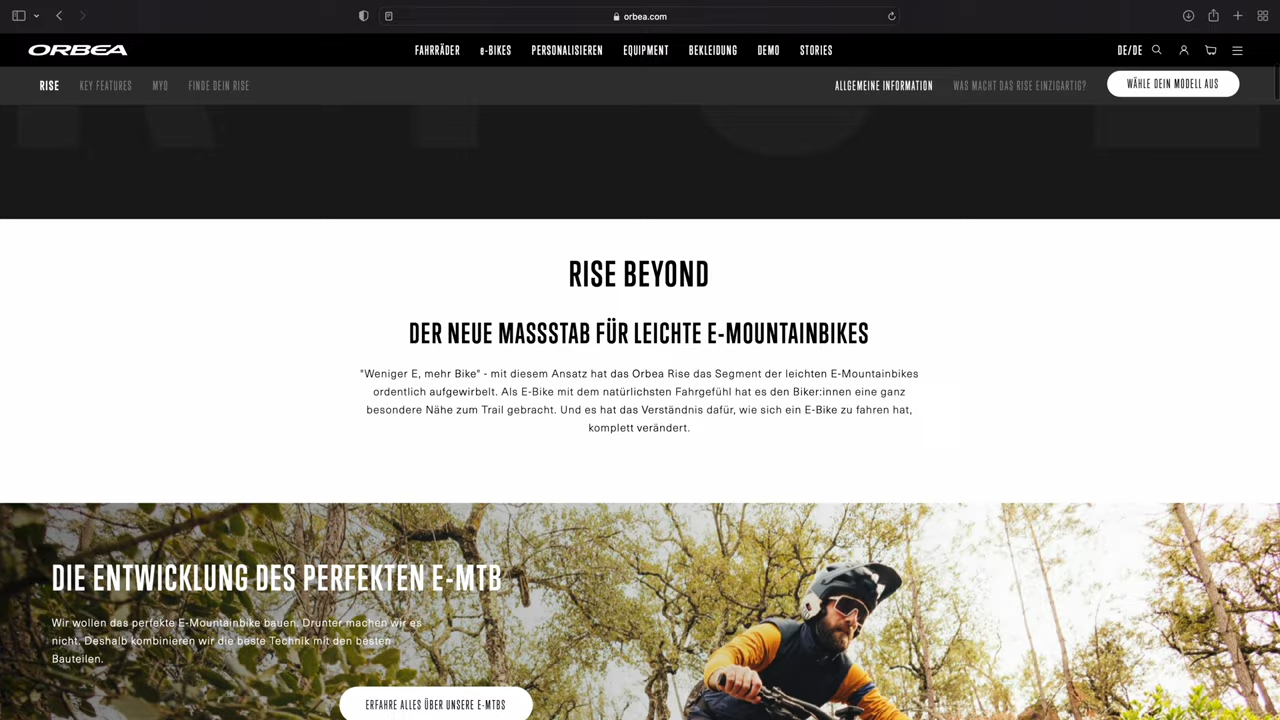 orbea.com
ORBEA
FAHRRÄDER e-BIKES PERSONALISIEREN EQUIPMENT BEKLEIDUNG DEMO STORIES
DE/DE
RISE KEY FEATURES MYO FINDE DEIN RISE
ALLGEMEINE INFORMATION WAS MACHT DAS RISE EINZIGARTIG? WÄHLE DEIN MODELL AUS
RISE BEYOND
DER NEUE MASSSTAB FÜR LEICHTE E-MOUNTAINBIKES
"Weniger E, mehr Bike" - mit diesem Ansatz hat das Orbea Rise das Segment der leichten E-Mountainbikes
ordentlich aufgewirbelt. Als E-Bike mit dem natürlichsten Fahrgefühl hat es den Biker:innen eine ganz
besondere Nähe zum Trail gebracht. Und es hat das Verständnis dafür, wie sich ein E-Bike zu fahren hat,
komplett verändert.
DIE ENTWICKLUNG DES PERFEKTEN E-MTB
Wir wollen das perfekte E-Mountainbike bauen. Drunter machen wir es
nicht. Deshalb kombinieren wir die beste Technik mit den besten
Bauteilen.
ERFAHRE ALLES ÜBER UNSERE E-MTBS